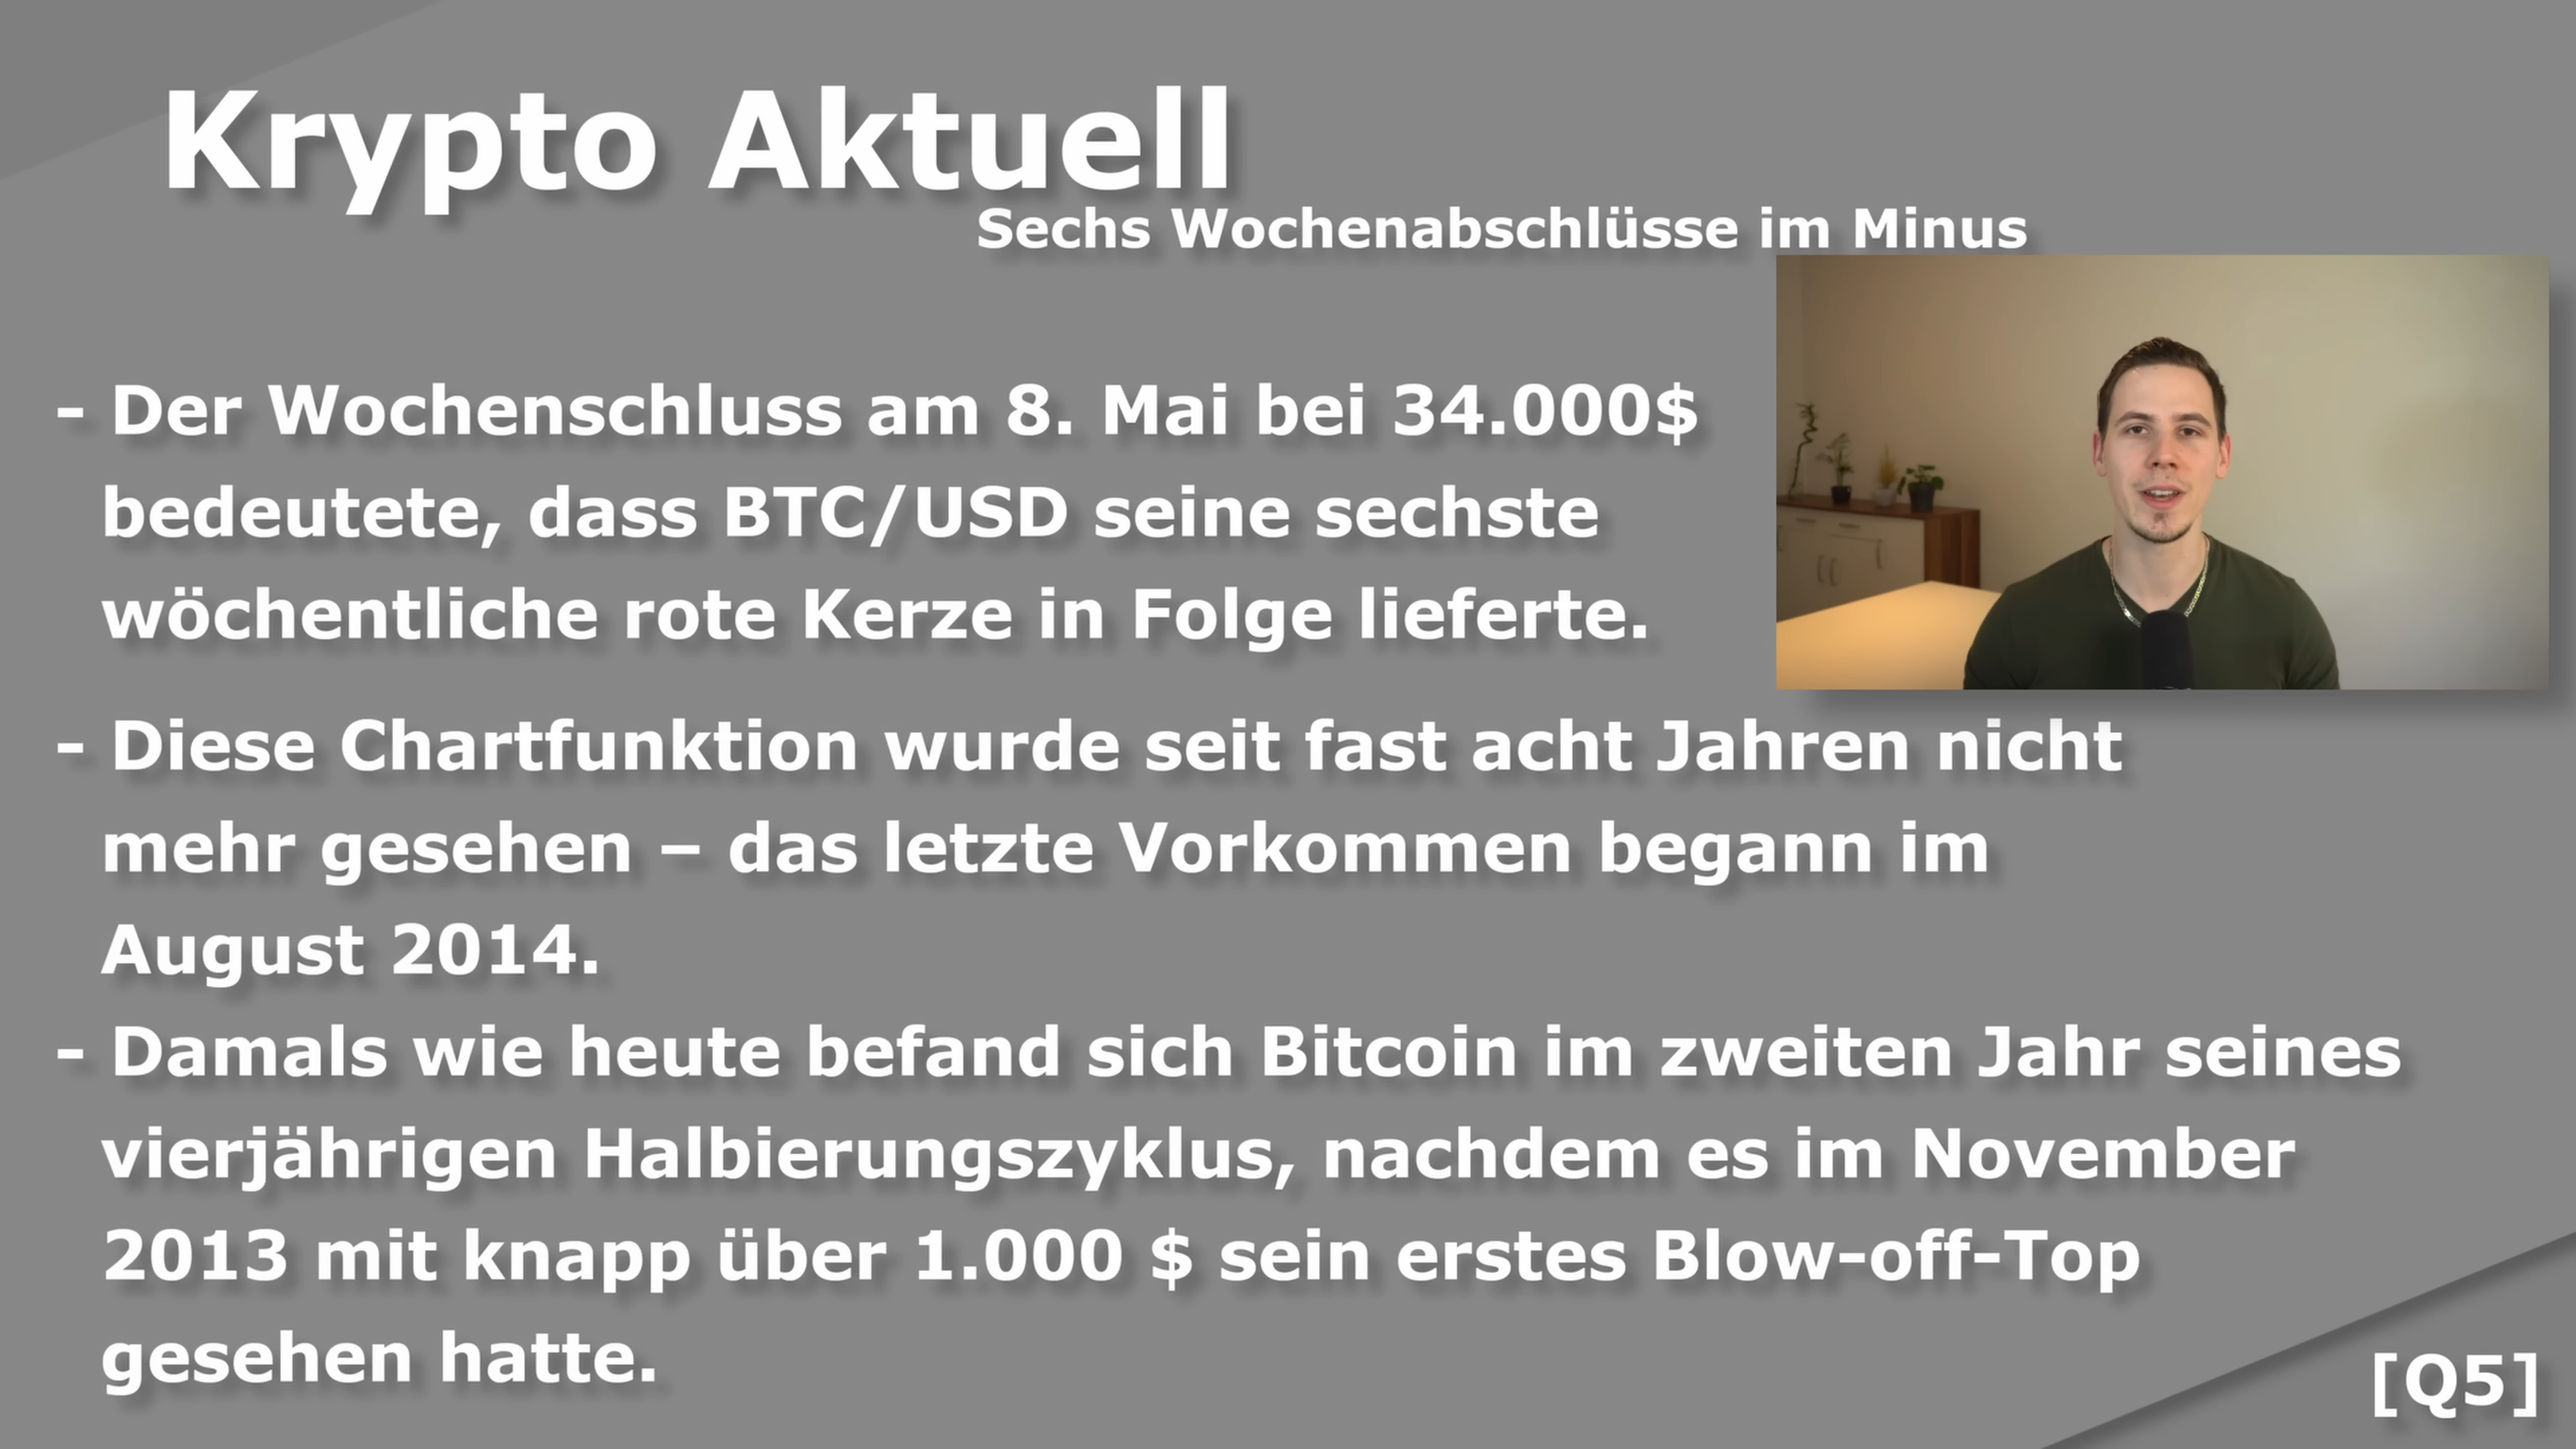 Krypto Aktuell
Sechs Wochenabschlüsse im Minus
- Der Wochenschluss am 8. Mai bei 34.000$
bedeutete, dass BTC/USD seine sechste
wöchentliche rote Kerze in Folge lieferte.
- Diese Chartfunktion wurde seit fast acht Jahren nicht
mehr gesehen – das letzte Vorkommen begann im
August 2014.
- Damals wie heute befand sich Bitcoin im zweiten Jahr seines
vierjährigen Halbierungszyklus, nachdem es im November
2013 mit knapp über 1.000 $ sein erstes Blow-off-Top
gesehen hatte.
[Q5]